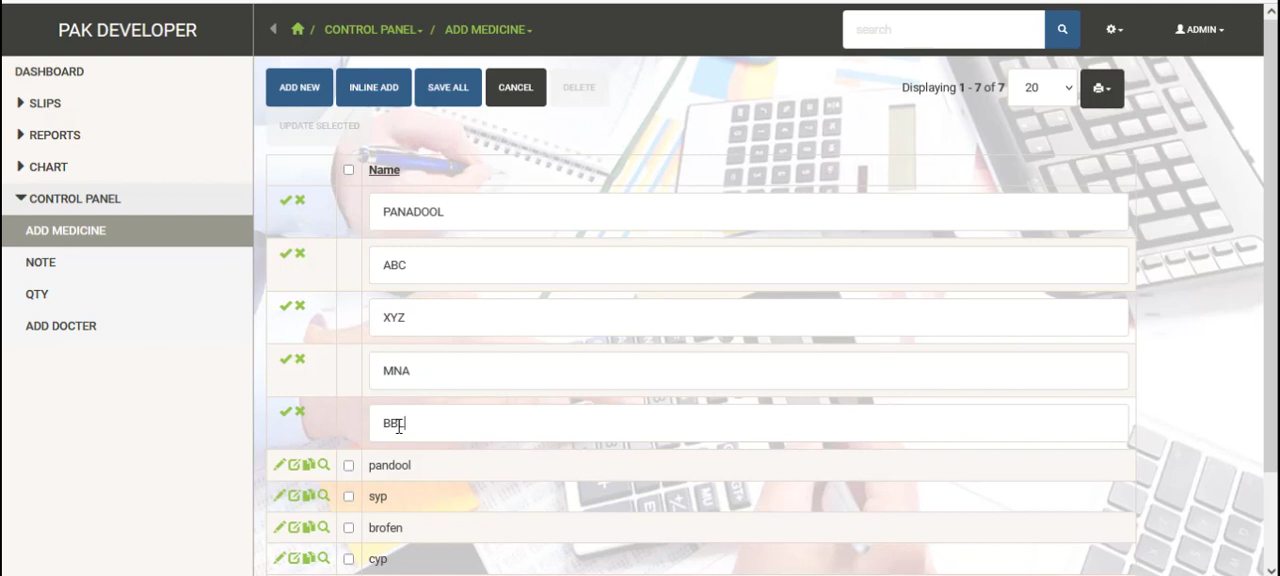 PAK DEVELOPER
/ CONTROL PANEL / ADD MEDICINE
search
ADMIN
DASHBOARD
SLIPS
REPORTS
CHART
CONTROL PANEL
ADD MEDICINE
NOTE
QTY
ADD DOCTER
ADD NEW INLINE ADD SAVE ALL CANCEL DELETE
Displaying 1 - 7 of 7 20
UPDATE SELECTED
Name
PANADOOL
ABC
XYZ
MNA
pandool
syp
brofen
cyp